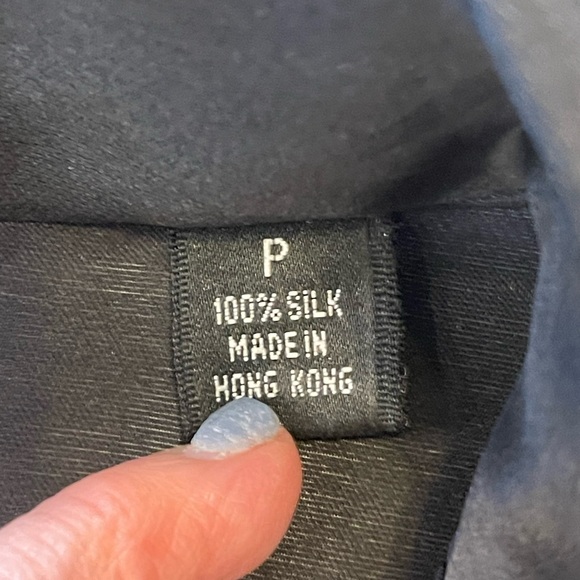 P
100% SILK
MADE IN
HONG KONG